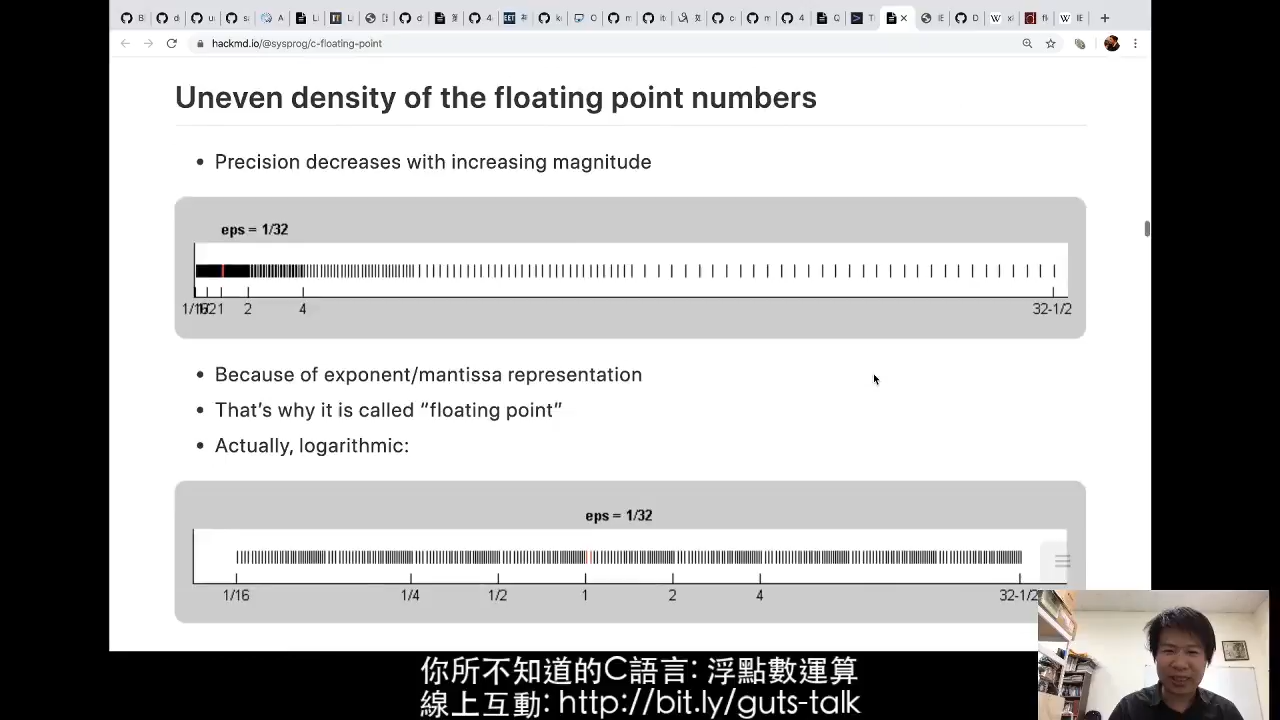 hackmd.io/@sysprog/c-floating-point
Uneven density of the floating point numbers
• Precision decreases with increasing magnitude
eps = 1/32
2 4 32-1/2
• Because of exponent/mantissa representation
• That's why it is called “floating point”
• Actually, logarithmic:
eps = 1/32
1/16 1/4 1/2 1 2 4 32-1/2
你所不知道的C語言: 浮點數運算
線上互動: http://bit.ly/guts-talk